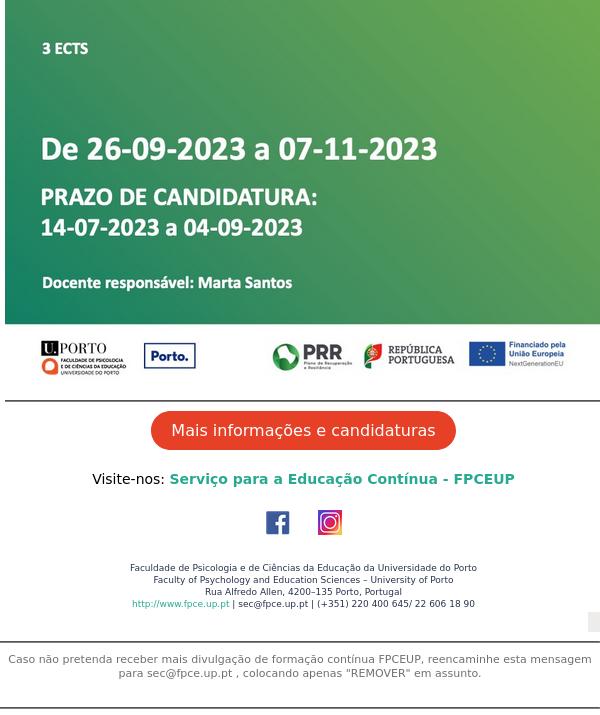 3 ECTS
De 26-09-2023 a 07-11-2023
PRAZO DE CANDIDATURA:
14-07-2023 a 04-09-2023
Docente responsável: Marta Santos
U.PORTO
FACULDADE DE PSICOLOGIA
E DE CIÊNCIAS DA EDUCAÇÃO
UNIVERSIDADE DO PORTO
Porto.
PRR
Plano de Recuperação
e Resiliência
REPÚBLICA
PORTUGUESA
Financiado pela
União Europeia
NextGenerationEU
Mais informações e candidaturas
Visite-nos: Serviço para a Educação Contínua - FPCEUP
Faculdade de Psicologia e de Ciências da Educação da Universidade do Porto
Faculty of Psychology and Education Sciences – University of Porto
Rua Alfredo Allen, 4200–135 Porto, Portugal
http://www.fpce.up.pt | sec@fpce.up.pt | (+351) 220 400 645/ 22 606 18 90
Caso não pretenda receber mais divulgação de formação contínua FPCEUP, reencaminhe esta mensagem
para sec@fpce.up.pt , colocando apenas "REMOVER" em assunto.